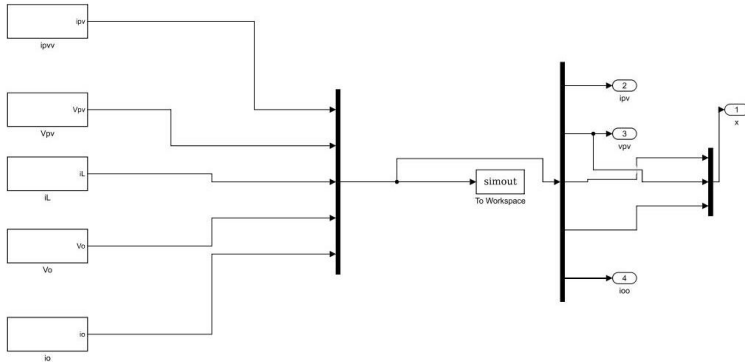 ipv
ipvv
Vpv
Vpv
iL
iL
Vo
Vo
io
io
simout
To Workspace
2
ipv
3
vpv
4
ioo
1
x